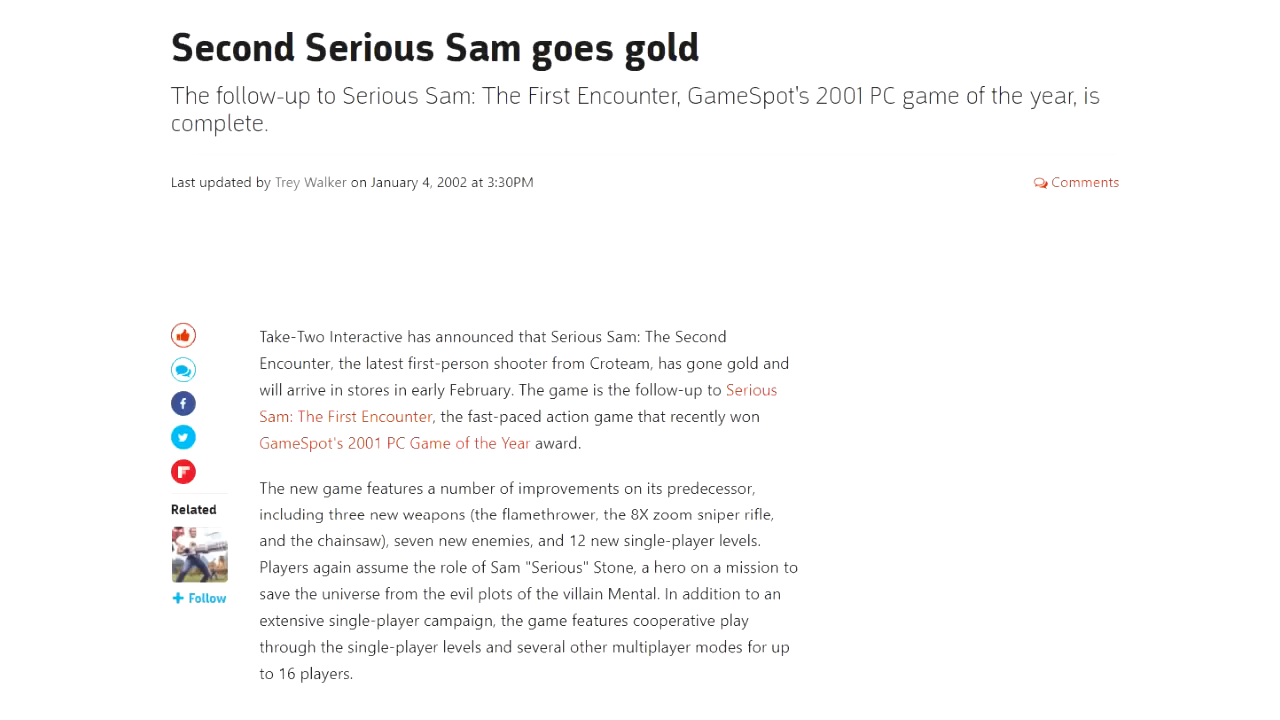 Second Serious Sam goes gold
The follow-up to Serious Sam: The First Encounter, GameSpot's 2001 PC game of the year, is
complete.
Last updated by Trey Walker on January 4, 2002 at 3:30PM
Comments
Take-Two Interactive has announced that Serious Sam: The Second
Encounter, the latest first-person shooter from Croteam, has gone gold and
will arrive in stores in early February. The game is the follow-up to Serious
Sam: The First Encounter, the fast-paced action game that recently won
GameSpot's 2001 PC Game of the Year award.
The new game features a number of improvements on its predecessor,
including three new weapons (the flamethrower, the 8X zoom sniper rifle,
and the chainsaw), seven new enemies, and 12 new single-player levels.
Players again assume the role of Sam "Serious" Stone, a hero on a mission to
save the universe from the evil plots of the villain Mental. In addition to an
extensive single-player campaign, the game features cooperative play
through the single-player levels and several other multiplayer modes for up
to 16 players.
Related
Follow